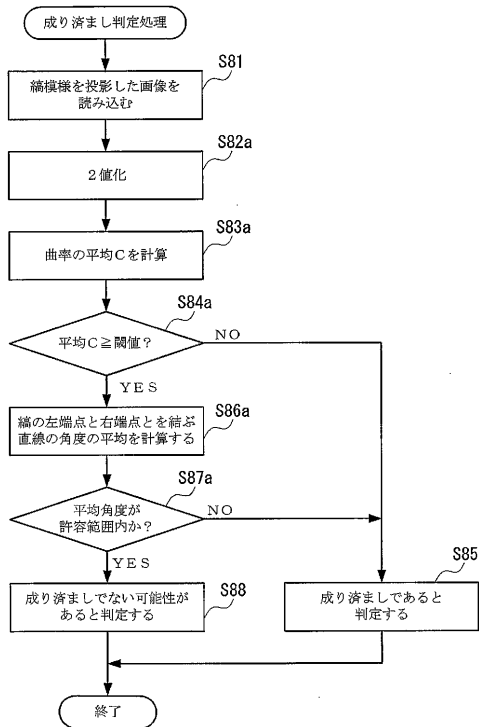 成り済まし判定処理
S81
縞模様を投影した画像を
読み込む
S82a
２値化
S83a
曲率の平均Ｃを計算
S84a
平均Ｃ≧閾値？
NO
YES
S86a
縞の左端点と右端点とを結ぶ
直線の角度の平均を計算する
S87a
平均角度が
許容範囲内か？
NO
YES
S88
成り済ましでない可能性が
あると判定する
S85
成り済ましであると
判定する
終了